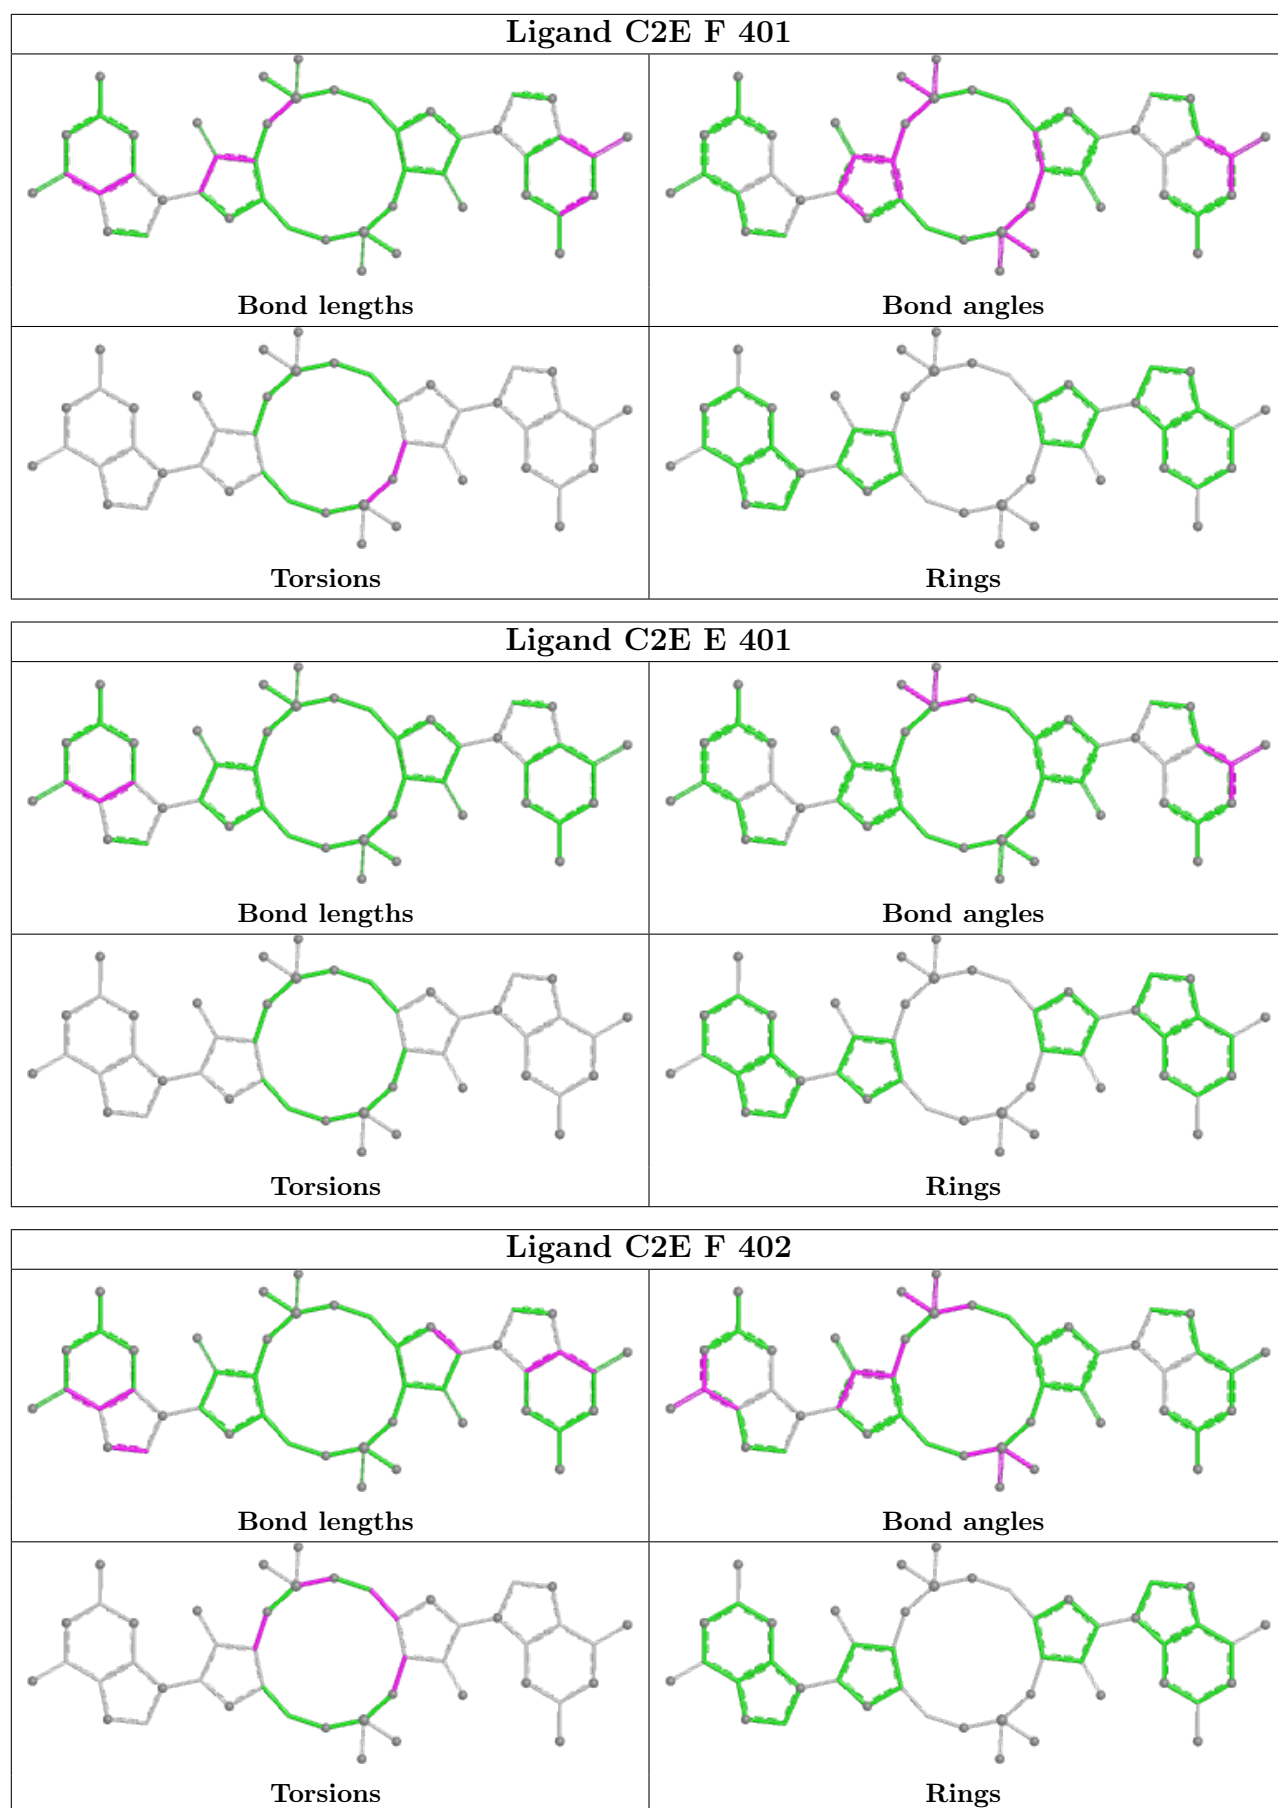 Ligand C2E F 401
Bond lengths
Bond angles
Torsions
Rings
Ligand C2E E 401
Bond lengths
Bond angles
Torsions
Rings
Ligand C2E F 402
Bond lengths
Bond angles
Torsions
Rings